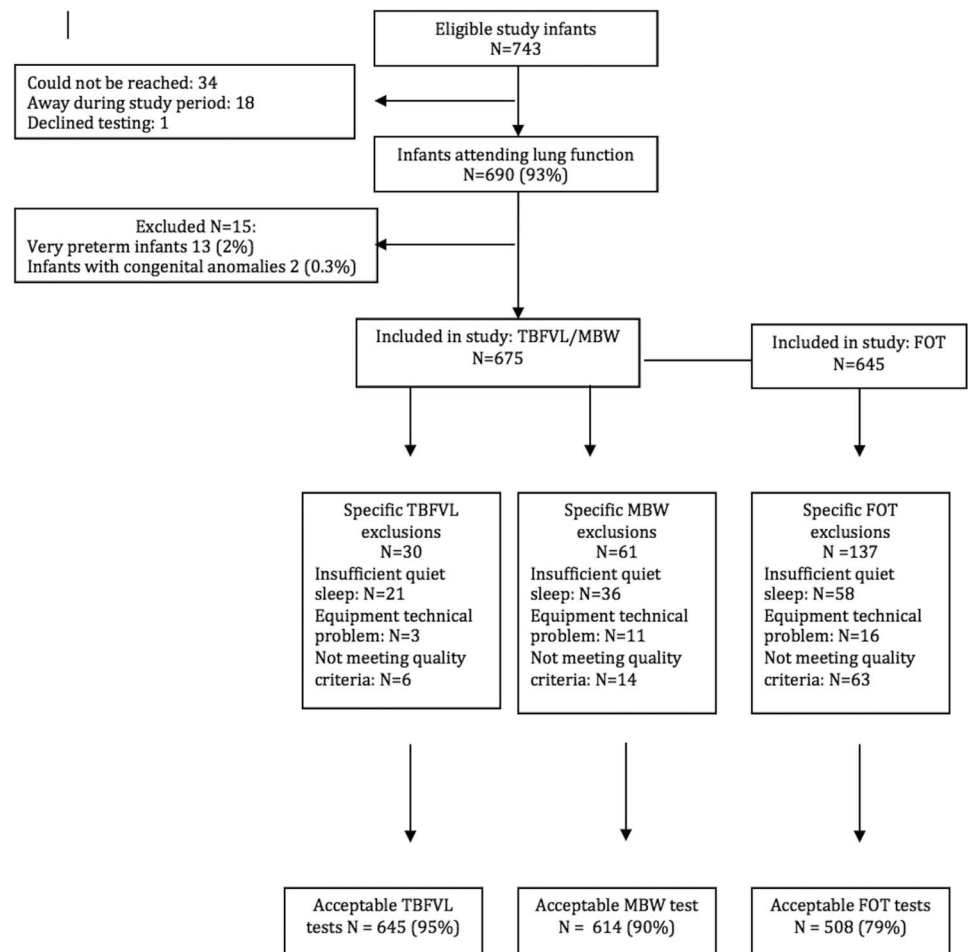 Eligible study infants
N=743
Could not be reached: 34
Away during study period: 18
Declined testing: 1
Infants attending lung function
N=690 (93%)
Excluded N=15:
Very preterm infants 13 (2%)
Infants with congenital anomalies 2 (0.3%)
Included in study: TBFVL/MBW
N=675
Included in study: FOT
N=645
Specific TBFVL
exclusions
N=30
Insufficient quiet
sleep: N=21
Equipment technical
problem: N=3
Not meeting quality
criteria: N=6
Specific MBW
exclusions
N=61
Insufficient quiet
sleep: N=36
Equipment technical
problem: N=11
Not meeting quality
criteria: N=14
Specific FOT
exclusions
N =137
Insufficient quiet
sleep: N=58
Equipment technical
problem: N=16
Not meeting quality
criteria: N=63
Acceptable TBFVL
tests N = 645 (95%)
Acceptable MBW test
N = 614 (90%)
Acceptable FOT tests
N = 508 (79%)